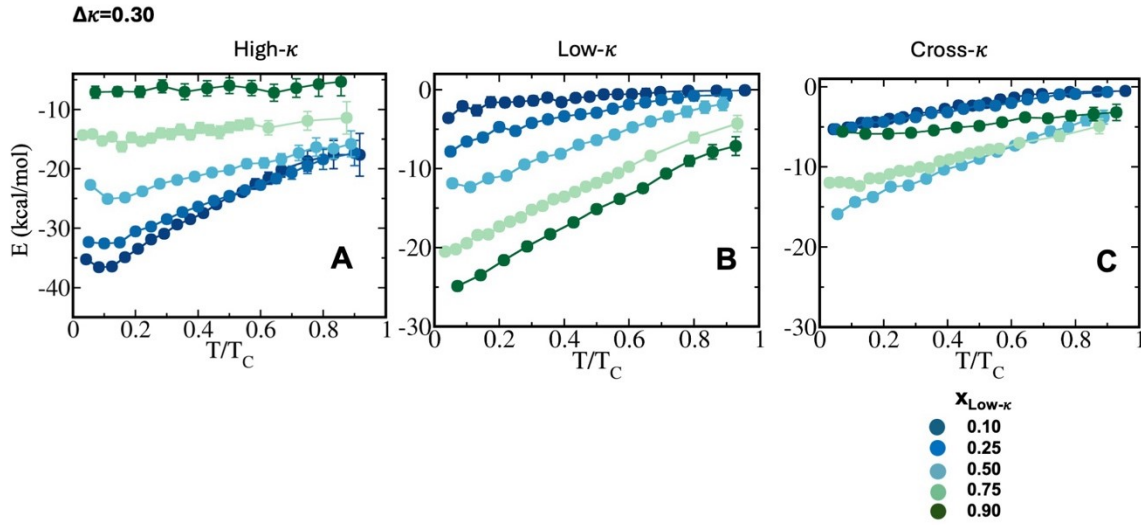 Δκ=0.30
High-κ
Low-κ
Cross-κ
E (kcal/mol)
-10
-20
-30
-40
0
0.2
0.4
0.6
0.8
1
T/T_C
A
0
-10
-20
-30
0
0.2
0.4
0.6
0.8
1
T/T_C
B
0
-10
-20
-30
0
0.2
0.4
0.6
0.8
1
T/T_C
C
x_Low-κ
0.10
0.25
0.50
0.75
0.90